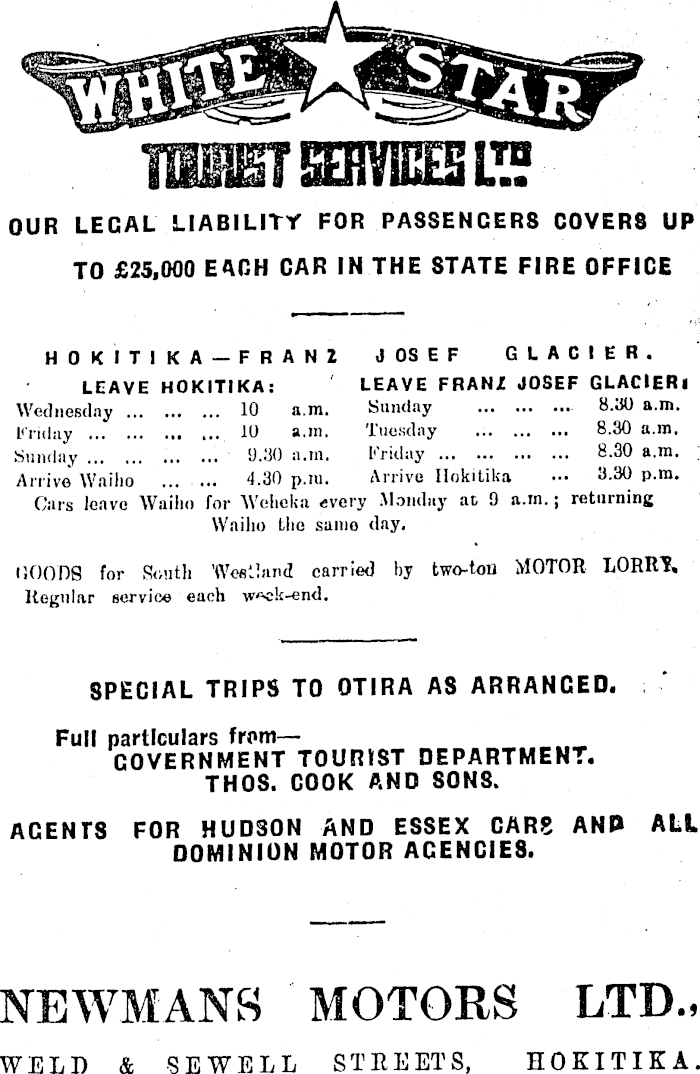 WHITE STAR
TOURIST SERVICES LTD.
OUR LEGAL LIABILITY FOR PASSENGERS COVERS UP
TO £25,000 EACH CAR IN THE STATE FIRE OFFICE
HOKITIKA—FRANZ JOSEF GLACIER.
LEAVE HOKITIKA:
Wednesday ... ... ... 10 a.m.
Friday ... ... ... ... 10 a.m.
Sunday ... ... ... ... 9.30 a.m.
Arrive Waiho ... ... 4.30 p.m.
LEAVE FRANZ JOSEF GLACIER:
Sunday ... ... ... 8.30 a.m.
Tuesday ... ... ... 8.30 a.m.
Friday ... ... ... ... 8.30 a.m.
Arrive Hokitika ... 3.30 p.m.
Cars leave Waiho for Weheka every Monday at 9 a.m.; returning
Waiho the same day.
GOODS for South Westland carried by two-ton MOTOR LORRY.
Regular service each week-end.
SPECIAL TRIPS TO OTIRA AS ARRANGED.
Full particulars from—
GOVERNMENT TOURIST DEPARTMENT.
THOS. COOK AND SONS.
AGENTS FOR HUDSON AND ESSEX CARS AND ALL
DOMINION MOTOR AGENCIES.
NEWMANS MOTORS LTD.,
WELD & SEWELL STREETS, HOKITIKA.